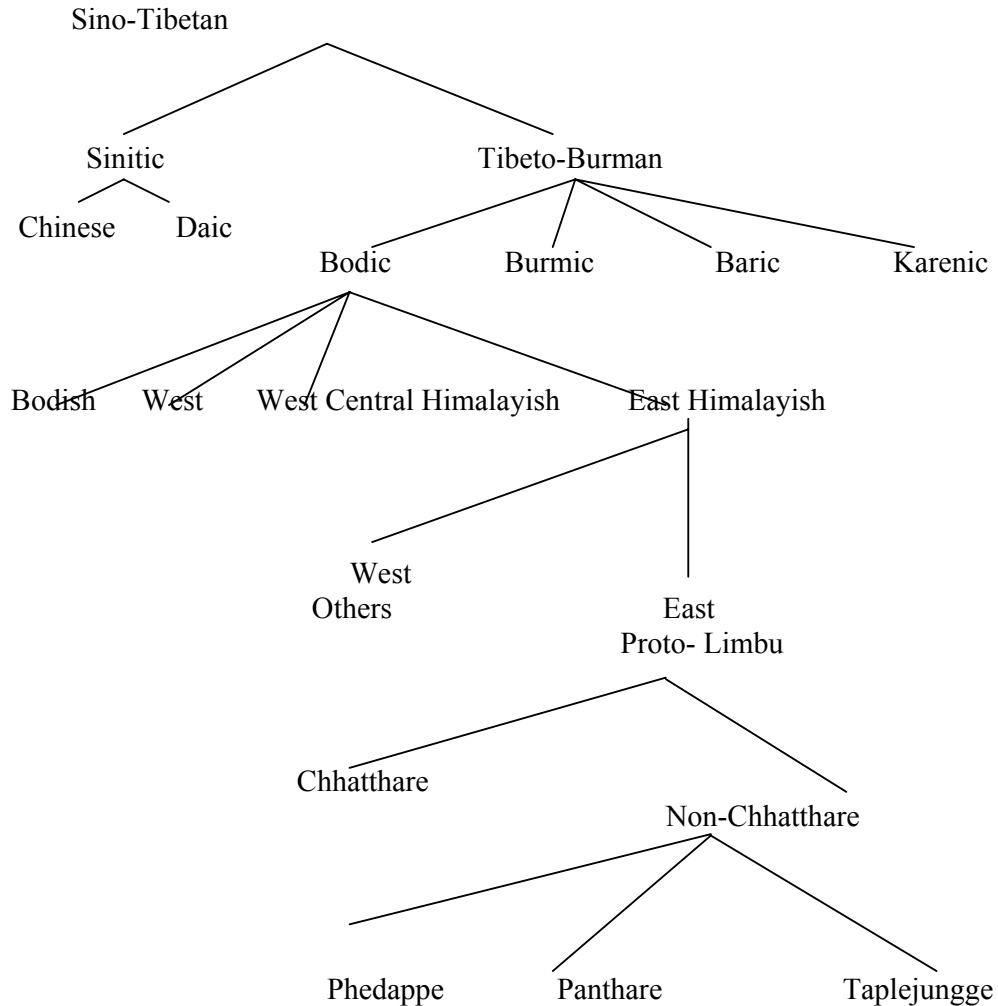 Sino-Tibetan
Sinitic Tibeto-Burman
Chinese Daic
Bodic Burmic Baric Karenic
Bodish West West Central Himalayish East Himalayish
West
Others East
Proto- Limbu
Chhatthare
Non-Chhatthare
Phedappe Panthare Taplejungge